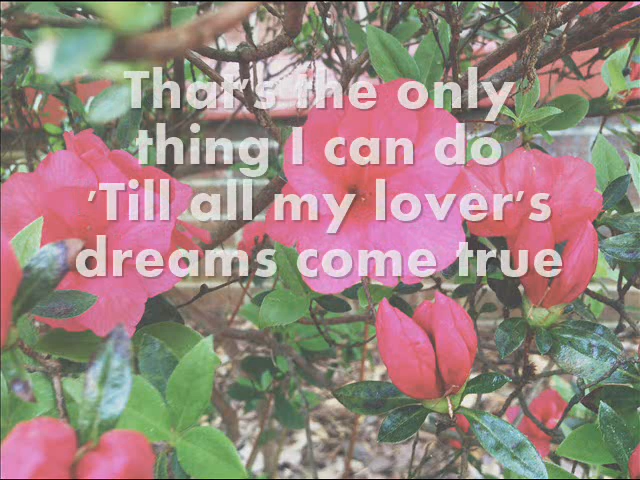 That's the only
thing I can do
'Till all my lover's
dreams come true